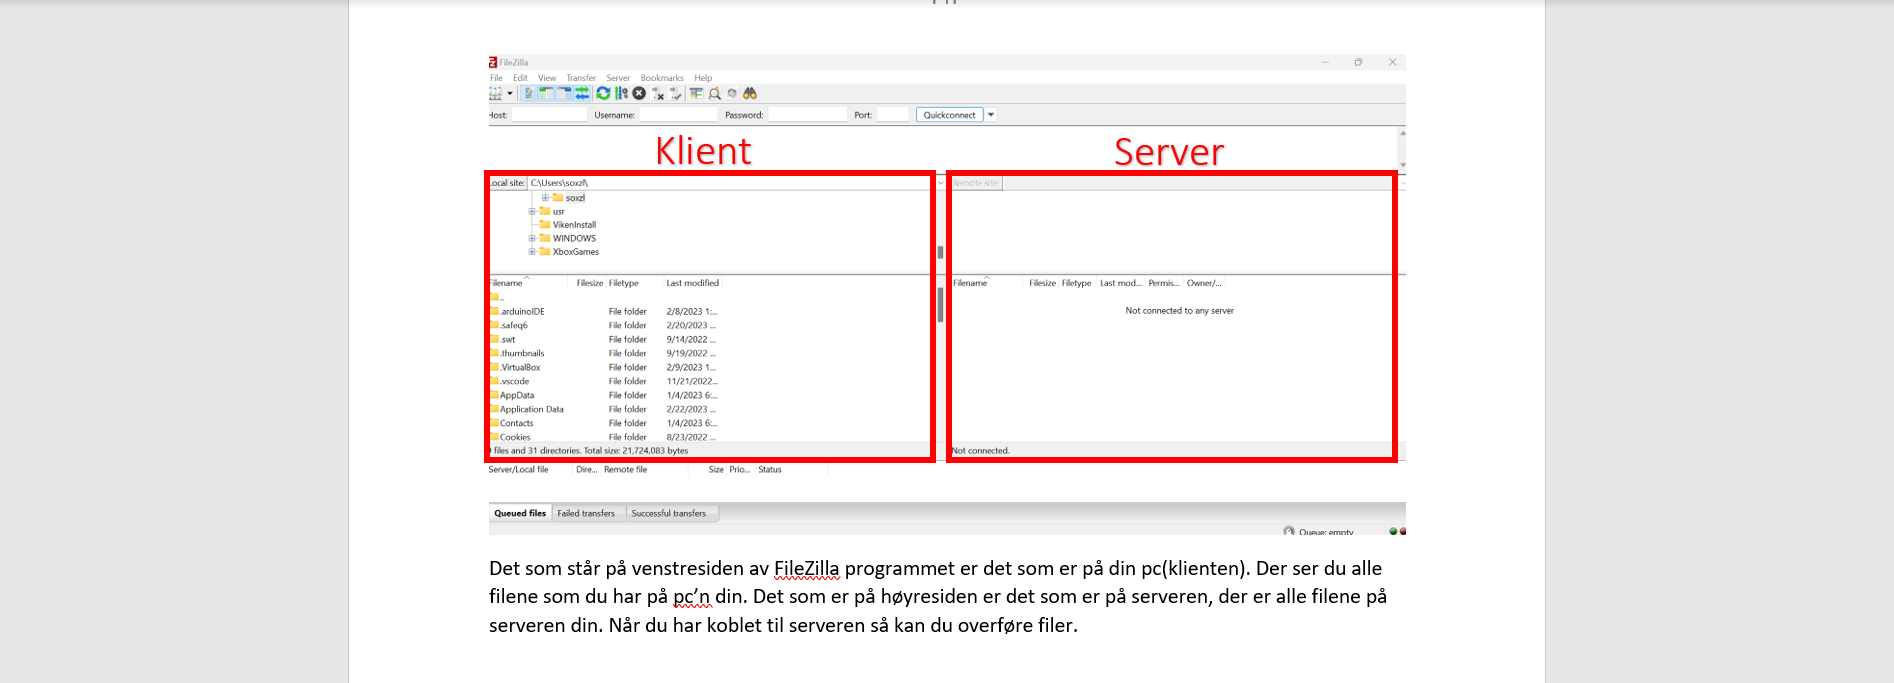 FileZilla
File Edit View Transfer Server Bookmarks Help
Host: Username: Password: Port: Quickconnect
Klient Server
Local site: C:\Users\soxzl\ Remote site:
soxzl
usr
VikenInstall
WINDOWS
XboxGames
Filename Filesize Filetype Last modified Filename Filesize Filetype Last mod... Permis... Owner/...
..
.arduinoIDE File folder 2/8/2023 1:... Not connected to any server
.safeq6 File folder 2/20/2023 ...
.swt File folder 9/14/2022 ...
.thumbnails File folder 9/19/2022 ...
.VirtualBox File folder 2/9/2023 1...
.vscode File folder 11/21/2022...
AppData File folder 1/4/2023 6:...
Application Data File folder 2/22/2023 ...
Contacts File folder 1/4/2023 6:...
Cookies File folder 8/23/2022 ...
files and 31 directories. Total size: 21,724,083 bytes Not connected.
Server/Local file Dire... Remote file Size Prio... Status
Queued files Failed transfers Successful transfers
Queue: empty
Det som står på venstresiden av FileZilla programmet er det som er på din pc(klienten). Der ser du alle
filene som du har på pc’n din. Det som er på høyresiden er det som er på serveren, der er alle filene på
serveren din. Når du har koblet til serveren så kan du overføre filer.